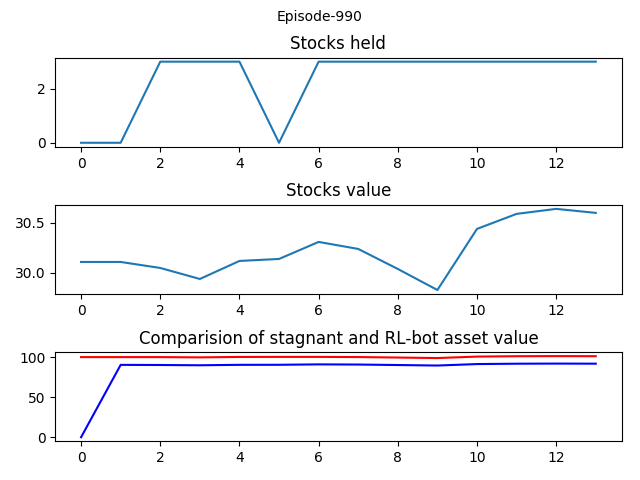 Episode-990
Stocks held
2
0
0 2 4 6 8 10 12
Stocks value
30.5
30.0
0 2 4 6 8 10 12
Comparision of stagnant and RL-bot asset value
100
50
0
0 2 4 6 8 10 12